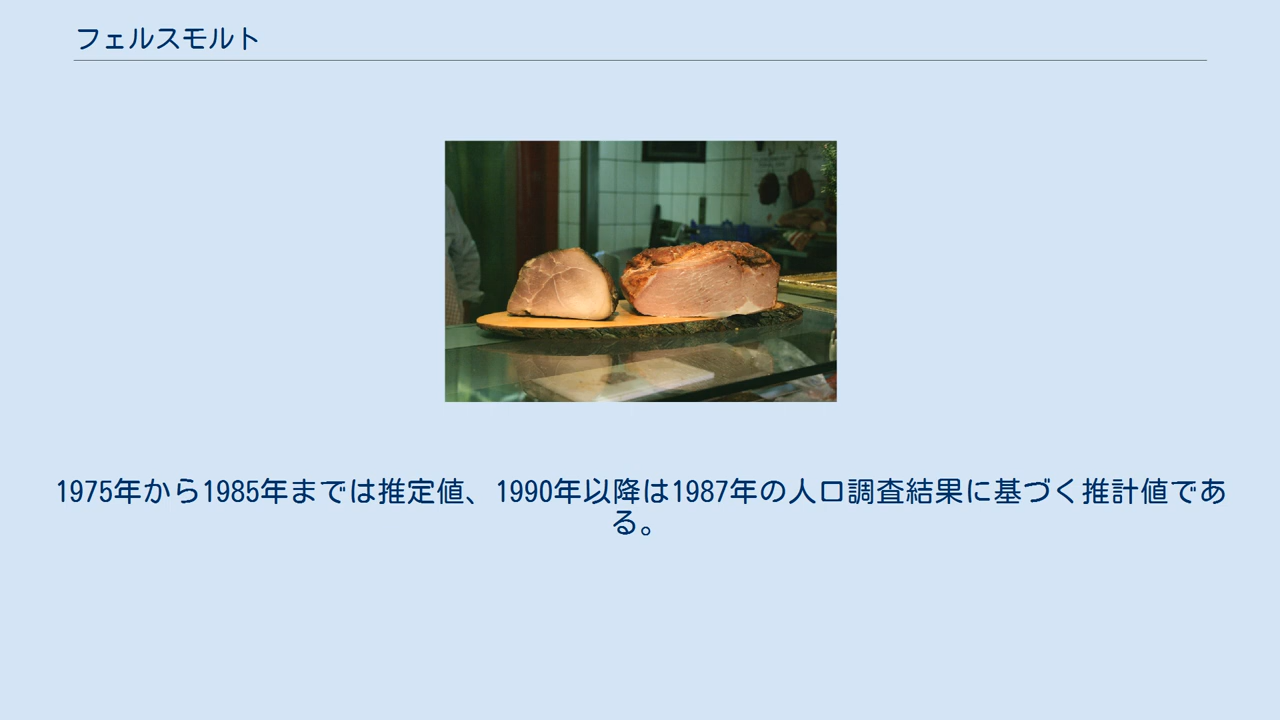 フェルスモルト
1975年から1985年までは推定値、1990年以降は1987年の人口調査結果に基づく推計値であ
る。